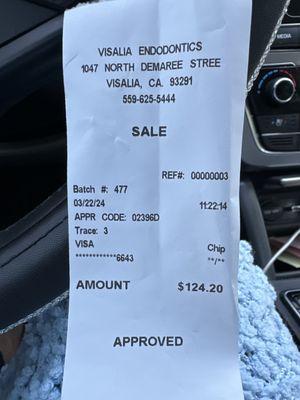 VISALIA ENDODONTICS
1047 NORTH DEMAREE STREE
VISALIA, CA. 93291
559-625-5444
SALE
REF#: 00000003
Batch #: 477
03/22/24 11:22:14
APPR CODE: 02396D
Trace: 3
VISA Chip
************6643 **/**
AMOUNT $124.20
APPROVED
MEDIA